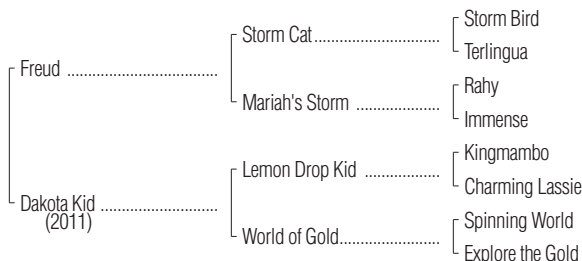 Storm Bird
Storm Cat
Terlingua
Freud
Rahy
Mariah's Storm
Immense
Kingmambo
Lemon Drop Kid
Charming Lassie
Dakota Kid
(2011)
Spinning World
World of Gold
Explore the Gold